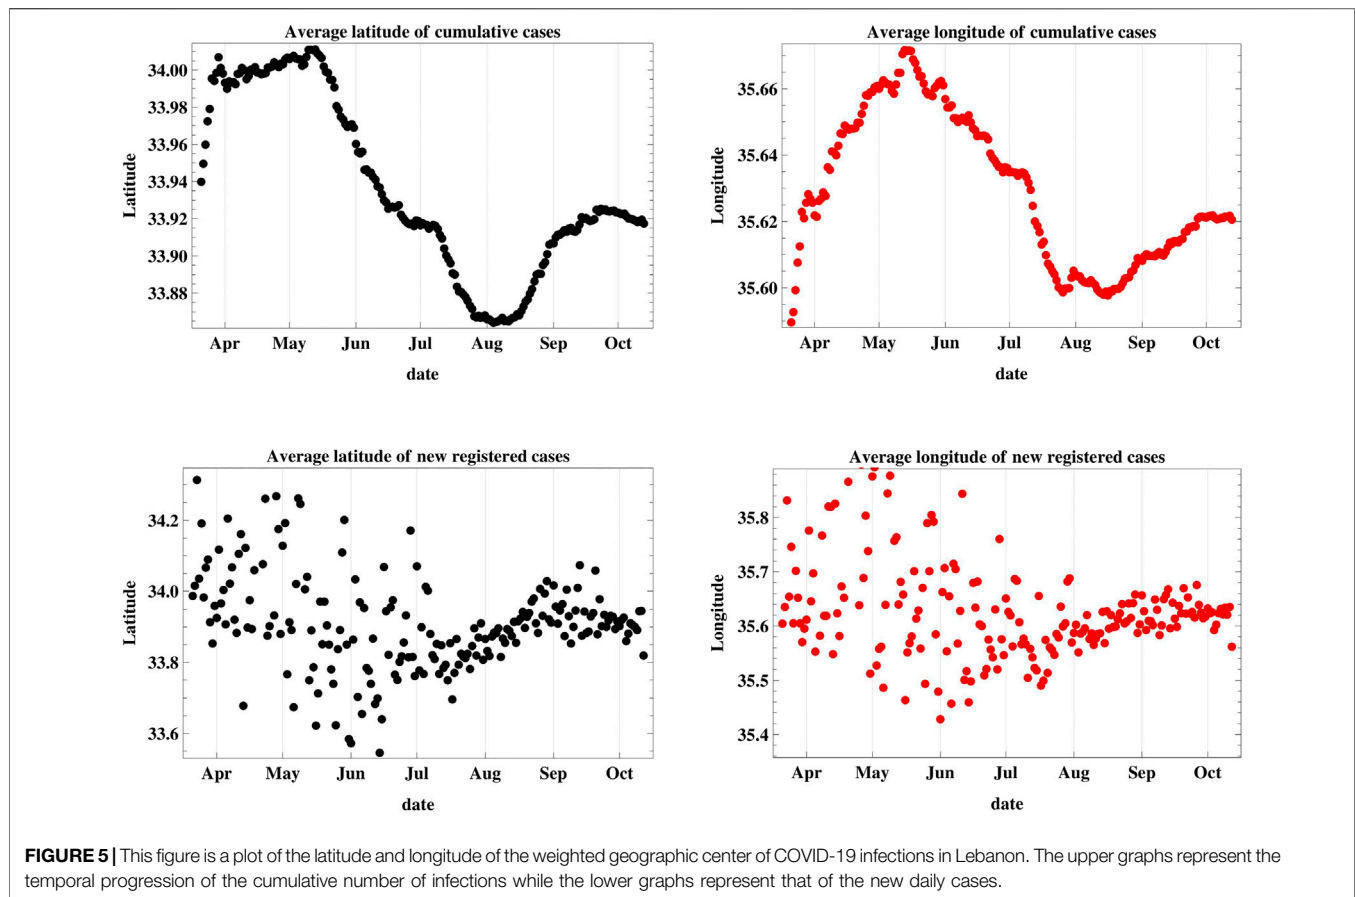 Average latitude of cumulative cases
34.00
33.98
33.96
33.94
33.92
33.90
33.88
Latitude
Apr May Jun Jul Aug Sep Oct
date
Average longitude of cumulative cases
35.66
35.64
35.62
35.60
Longitude
Apr May Jun Jul Aug Sep Oct
date
Average latitude of new registered cases
34.2
34.0
33.8
33.6
Latitude
Apr May Jun Jul Aug Sep Oct
date
Average longitude of new registered cases
35.8
35.7
35.6
35.5
35.4
Longitude
Apr May Jun Jul Aug Sep Oct
date
FIGURE 5 | This figure is a plot of the latitude and longitude of the weighted geographic center of COVID-19 infections in Lebanon. The upper graphs represent the
temporal progression of the cumulative number of infections while the lower graphs represent that of the new daily cases.